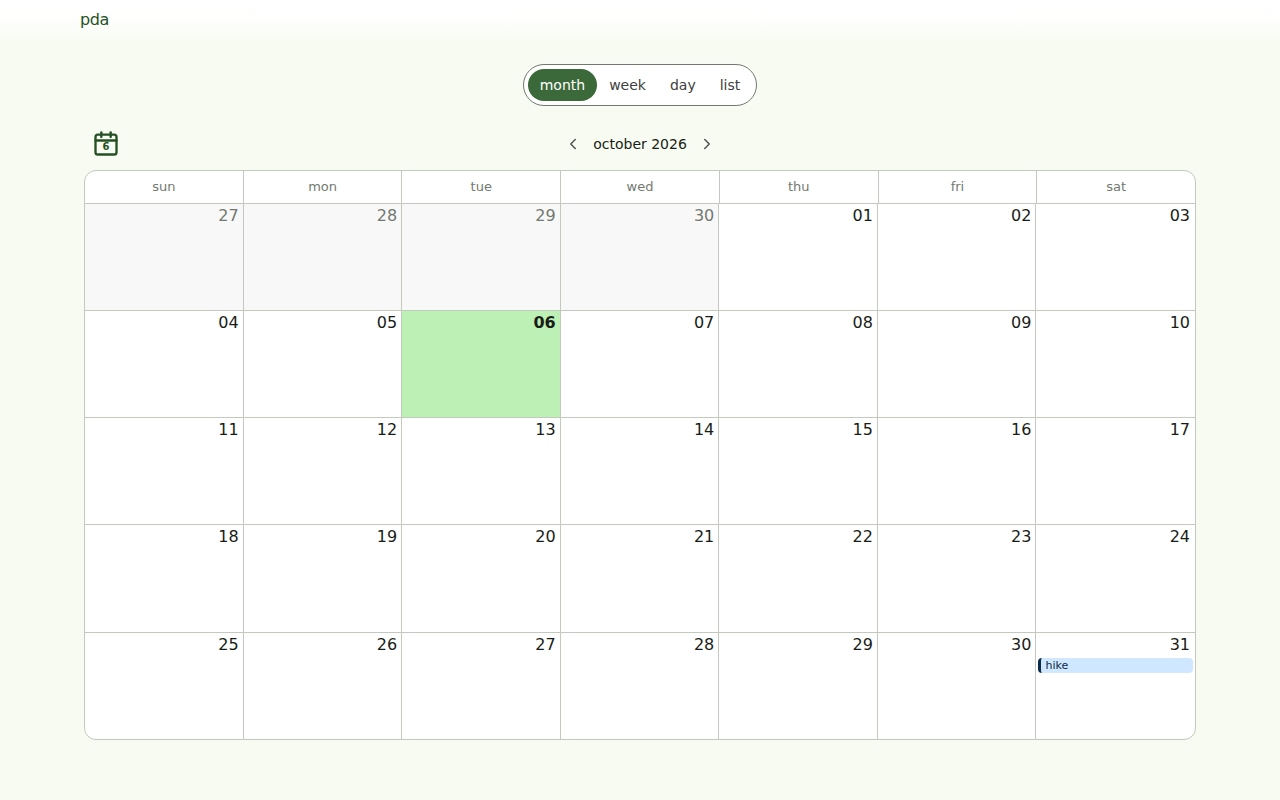 pda
month week day list
6
october 2026
sun mon tue wed thu fri sat
27 28 29 30 01 02 03
04 05 06 07 08 09 10
11 12 13 14 15 16 17
18 19 20 21 22 23 24
25 26 27 28 29 30 31
hike